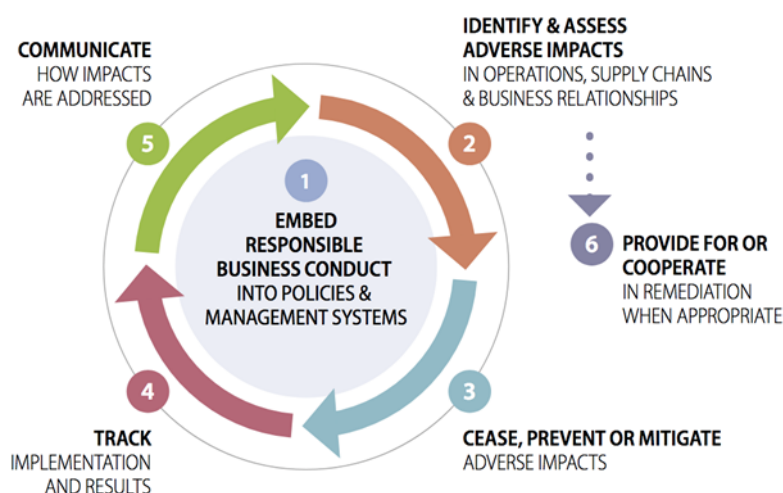 COMMUNICATE
HOW IMPACTS
ARE ADDRESSED
5
IDENTIFY & ASSESS
ADVERSE IMPACTS
IN OPERATIONS, SUPPLY CHAINS
& BUSINESS RELATIONSHIPS
2
1
EMBED
RESPONSIBLE
BUSINESS CONDUCT
INTO POLICIES &
MANAGEMENT SYSTEMS
6
PROVIDE FOR OR
COOPERATE
IN REMEDIATION
WHEN APPROPRIATE
4
TRACK
IMPLEMENTATION
AND RESULTS
3
CEASE, PREVENT OR MITIGATE
ADVERSE IMPACTS